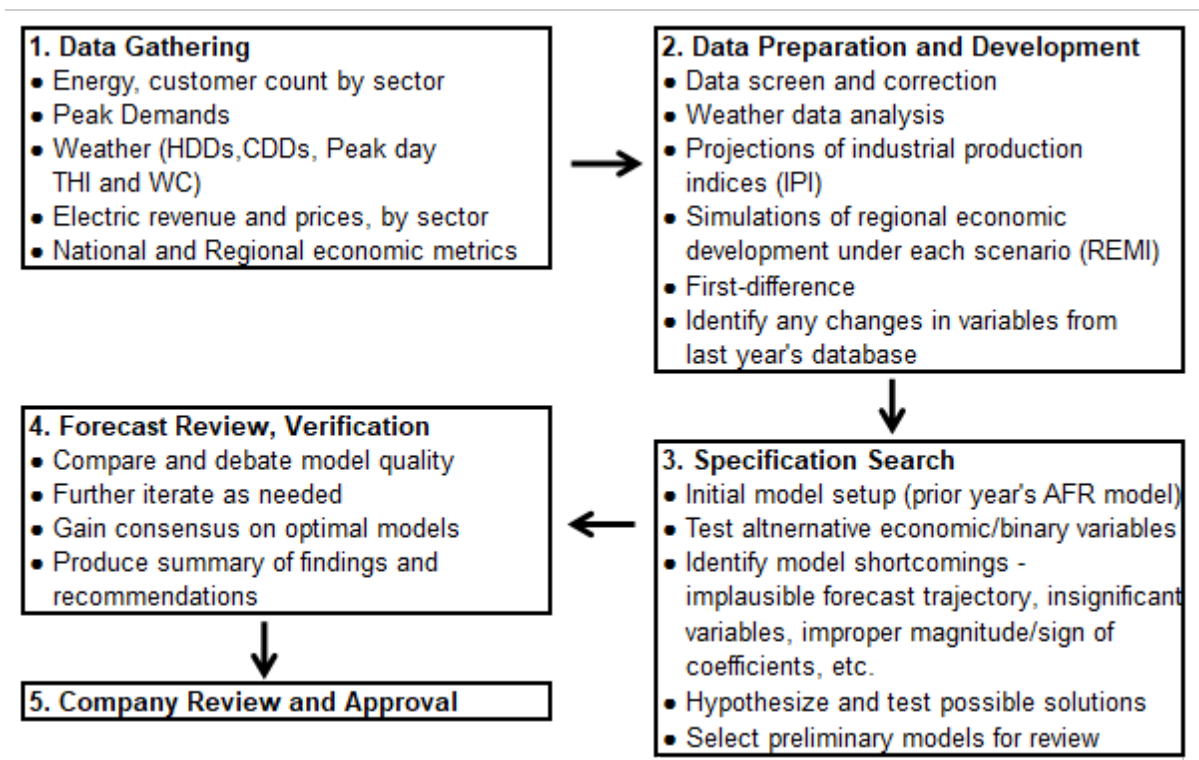 1. Data Gathering
● Energy, customer count by sector
● Peak Demands
● Weather (HDDs,CDDs, Peak day
THI and WC)
● Electric revenue and prices, by sector
● National and Regional economic metrics
2. Data Preparation and Development
● Data screen and correction
● Weather data analysis
● Projections of industrial production
indices (IPI)
● Simulations of regional economic
development under each scenario (REMI)
● First-difference
● Identify any changes in variables from
last year's database
3. Specification Search
● Initial model setup (prior year's AFR model)
● Test altnernative economic/binary variables
● Identify model shortcomings -
implausible forecast trajectory, insignificant
variables, improper magnitude/sign of
coefficients, etc.
● Hypothesize and test possible solutions
● Select preliminary models for review
4. Forecast Review, Verification
● Compare and debate model quality
● Further iterate as needed
● Gain consensus on optimal models
● Produce summary of findings and
recommendations
5. Company Review and Approval